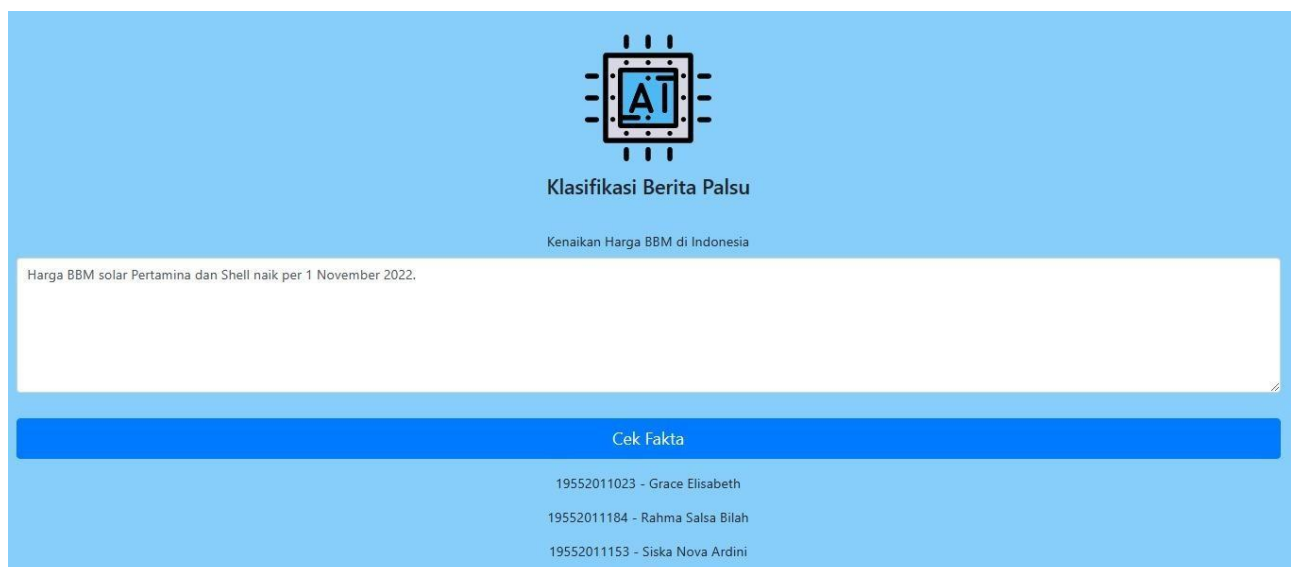 AI
Klasifikasi Berita Palsu
Kenaikan Harga BBM di Indonesia
Harga BBM solar Pertamina dan Shell naik per 1 November 2022.
Cek Fakta
19552011023 - Grace Elisabeth
19552011184 - Rahma Salsa Bilah
19552011153 - Siska Nova Ardini